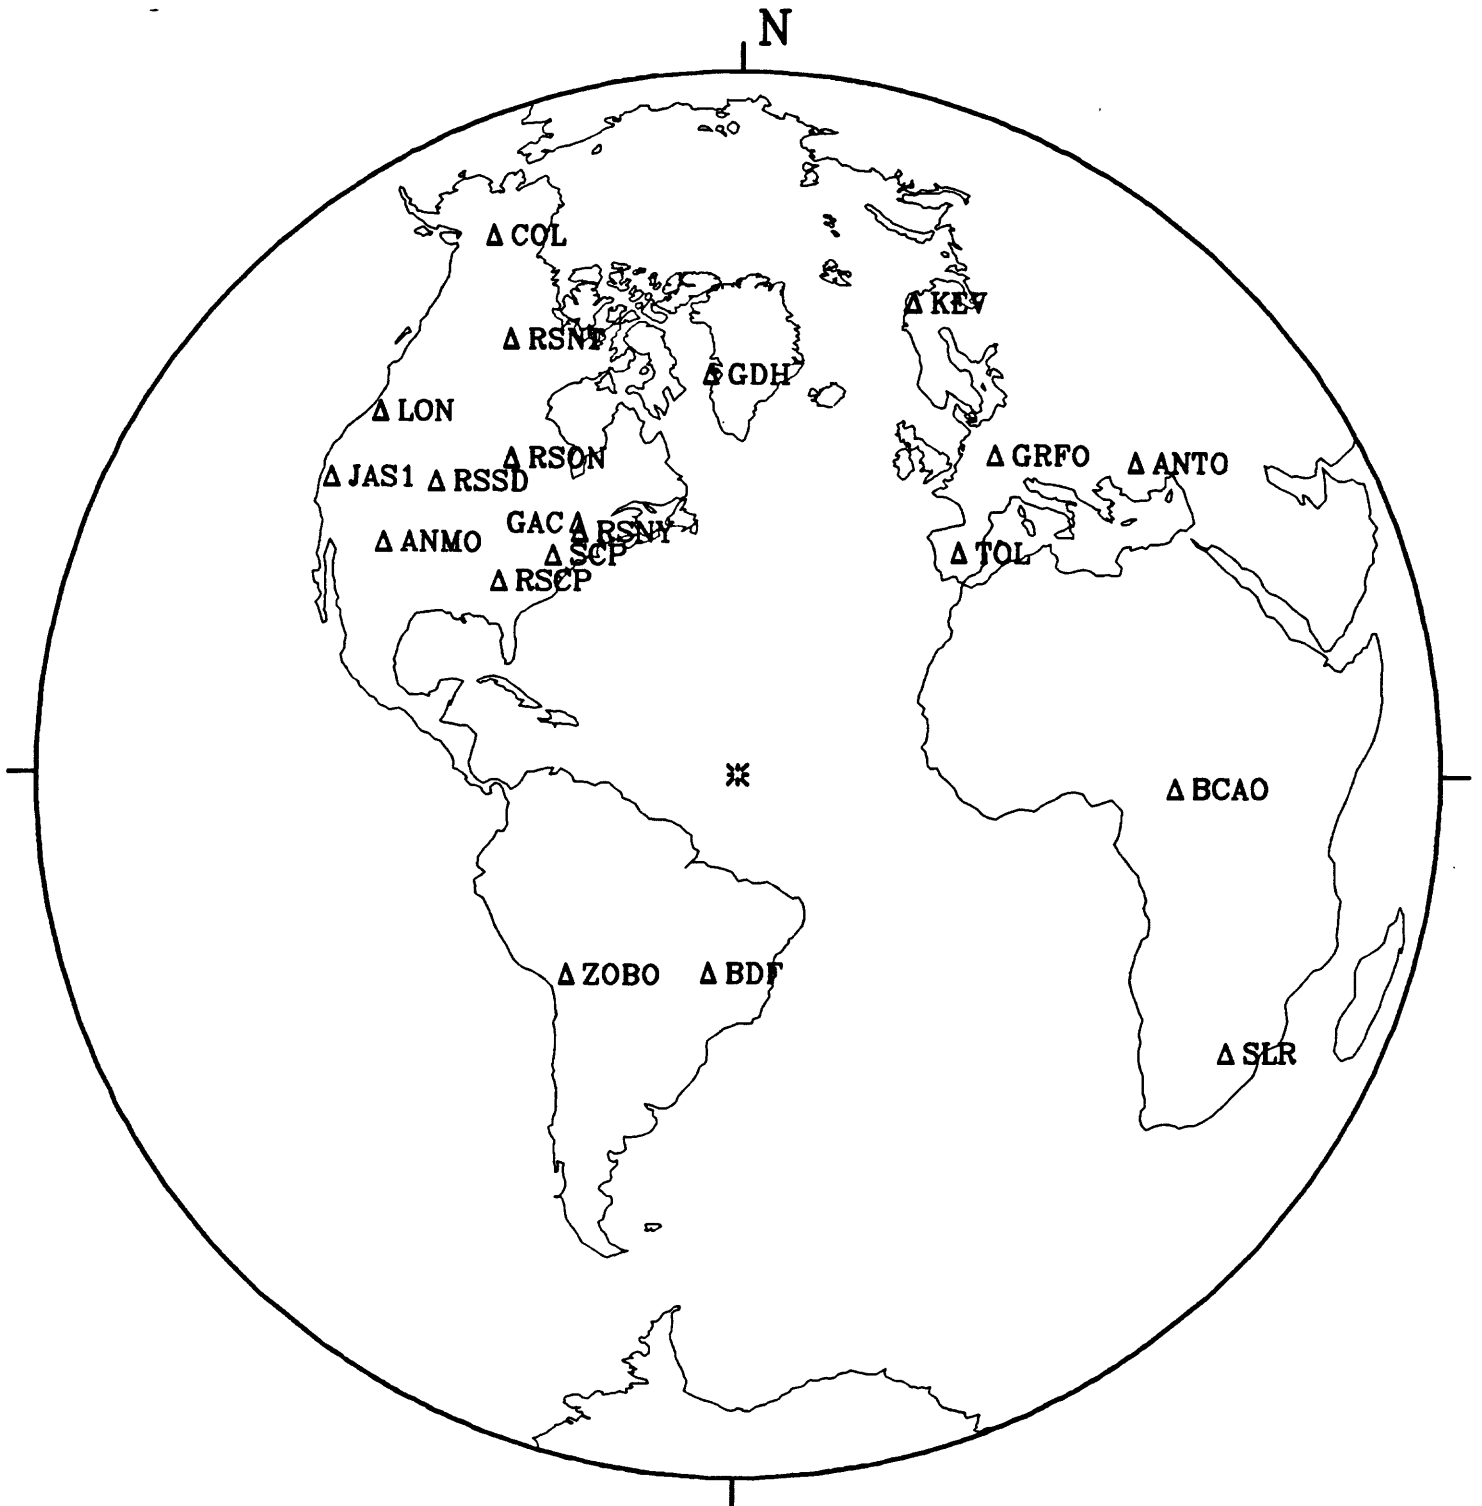 N
COL
KEV
RSNT
GDH
LON
RSON
GRFO
ANTO
JAS1
RSSD
GAC
RSNY
ANMO
SCP
TOL
RSCP
BCAO
ZOBO
BDF
SLR